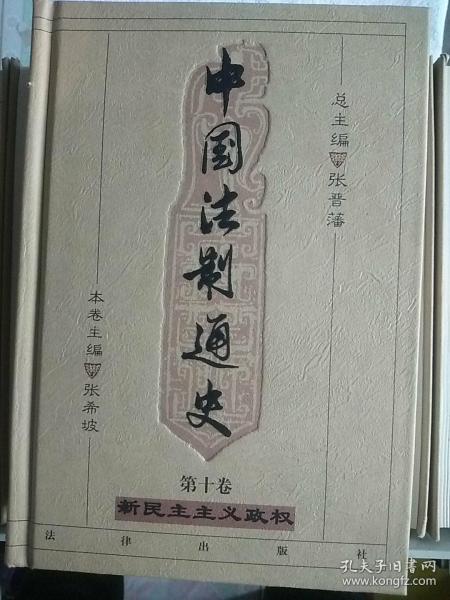 中国法制通史
总主编 张晋藩
本卷主编 张希坡
第十卷
新民主主义政权
法律出版社
孔夫子旧书网
www.kongfz.com